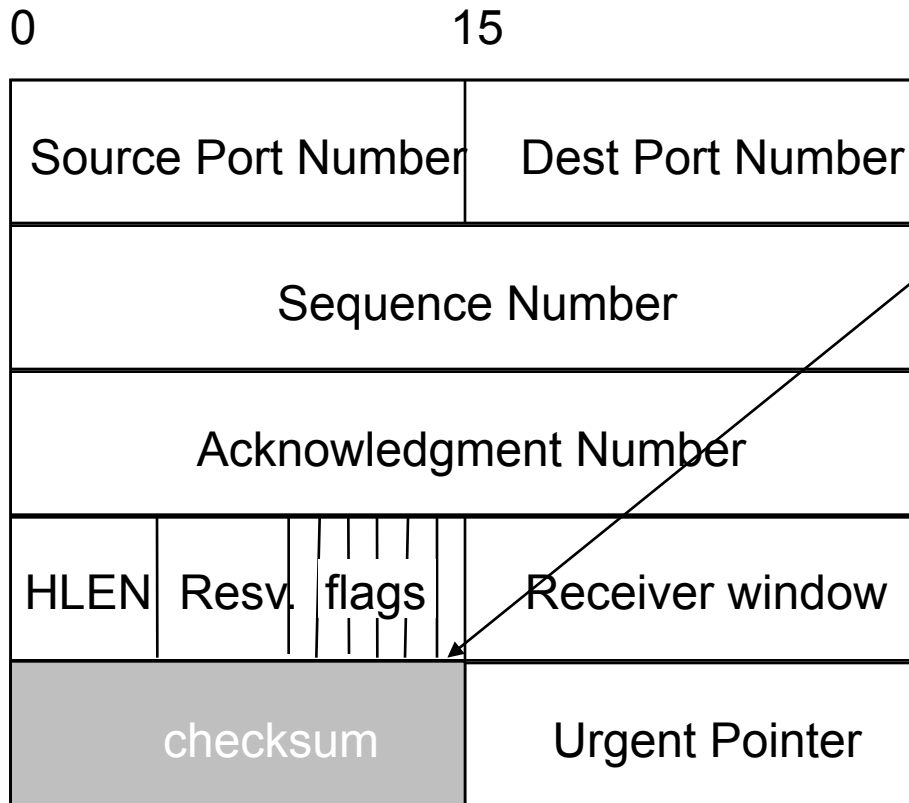 0 15
Source Port Number Dest Port Number
Sequence Number
Acknowledgment Number
HLEN Resv. flags Receiver window
checksum Urgent Pointer